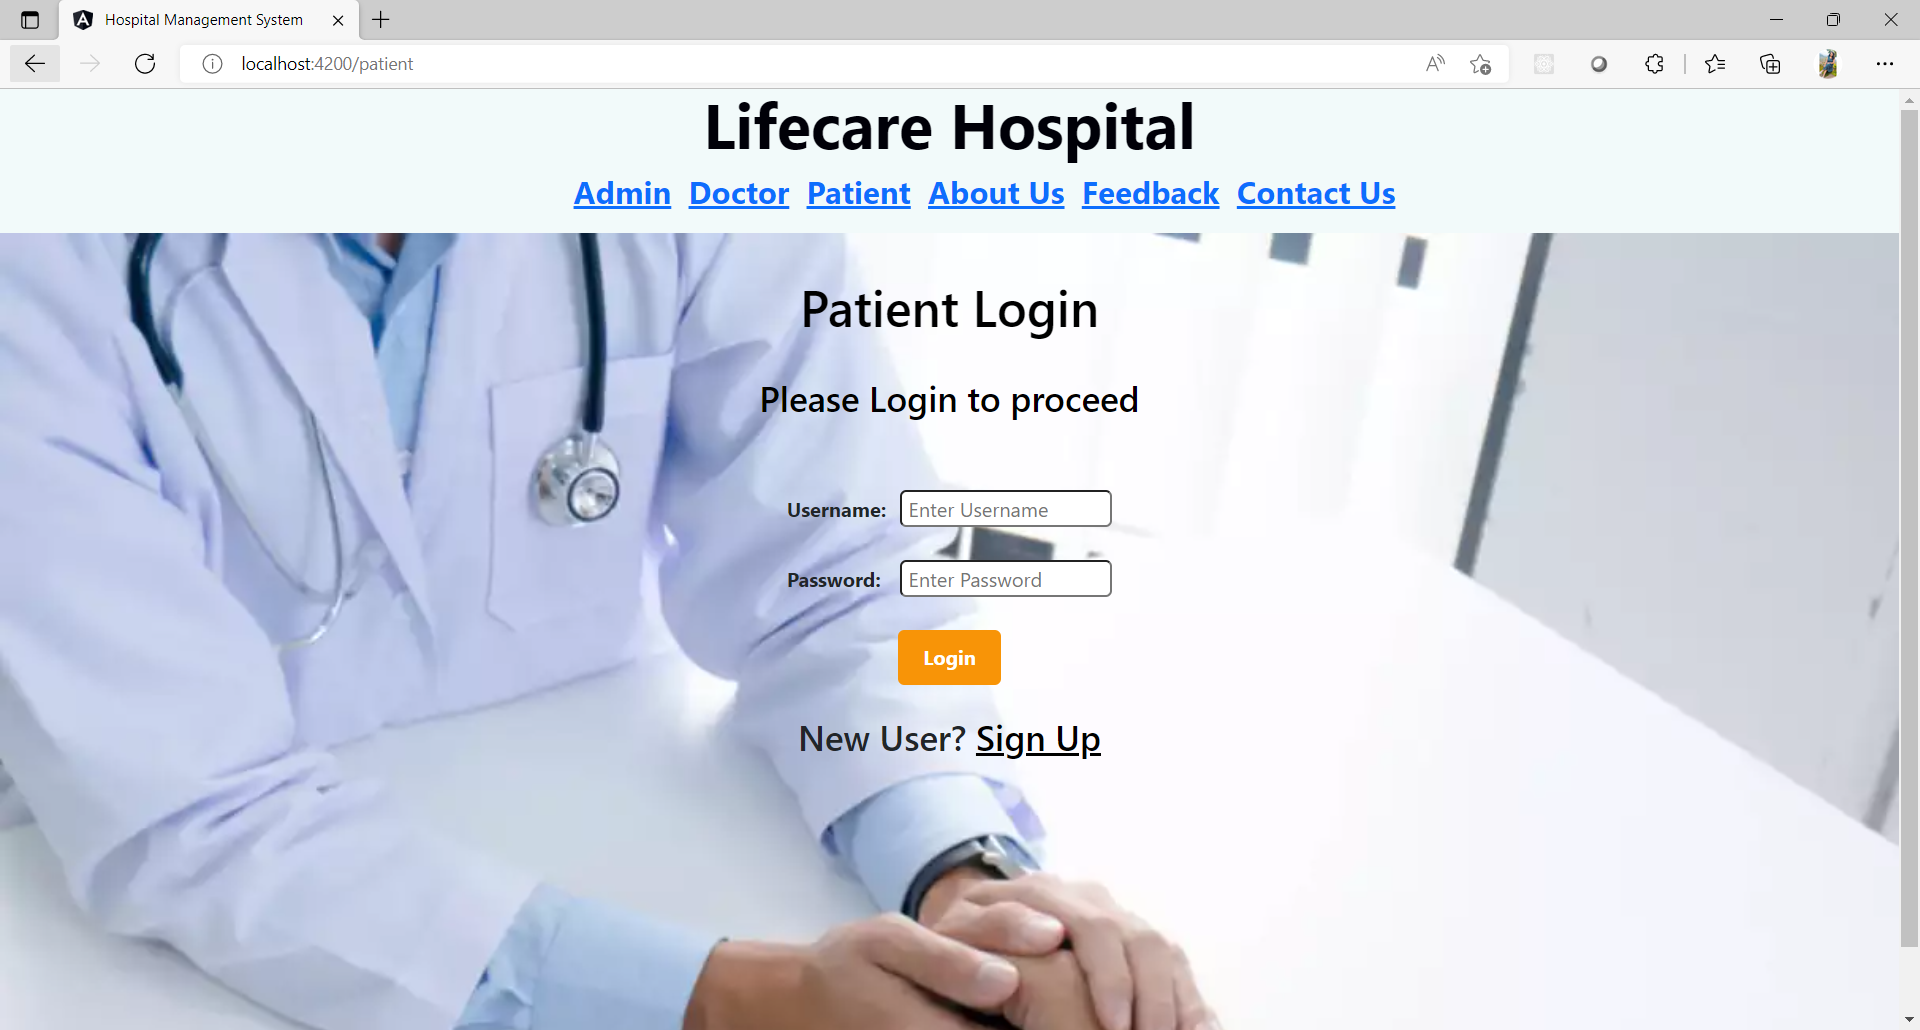 Hospital Management System
localhost:4200/patient
Lifecare Hospital
Admin Doctor Patient About Us Feedback Contact Us
Patient Login
Please Login to proceed
Username: Enter Username
Password: Enter Password
Login
New User? Sign Up